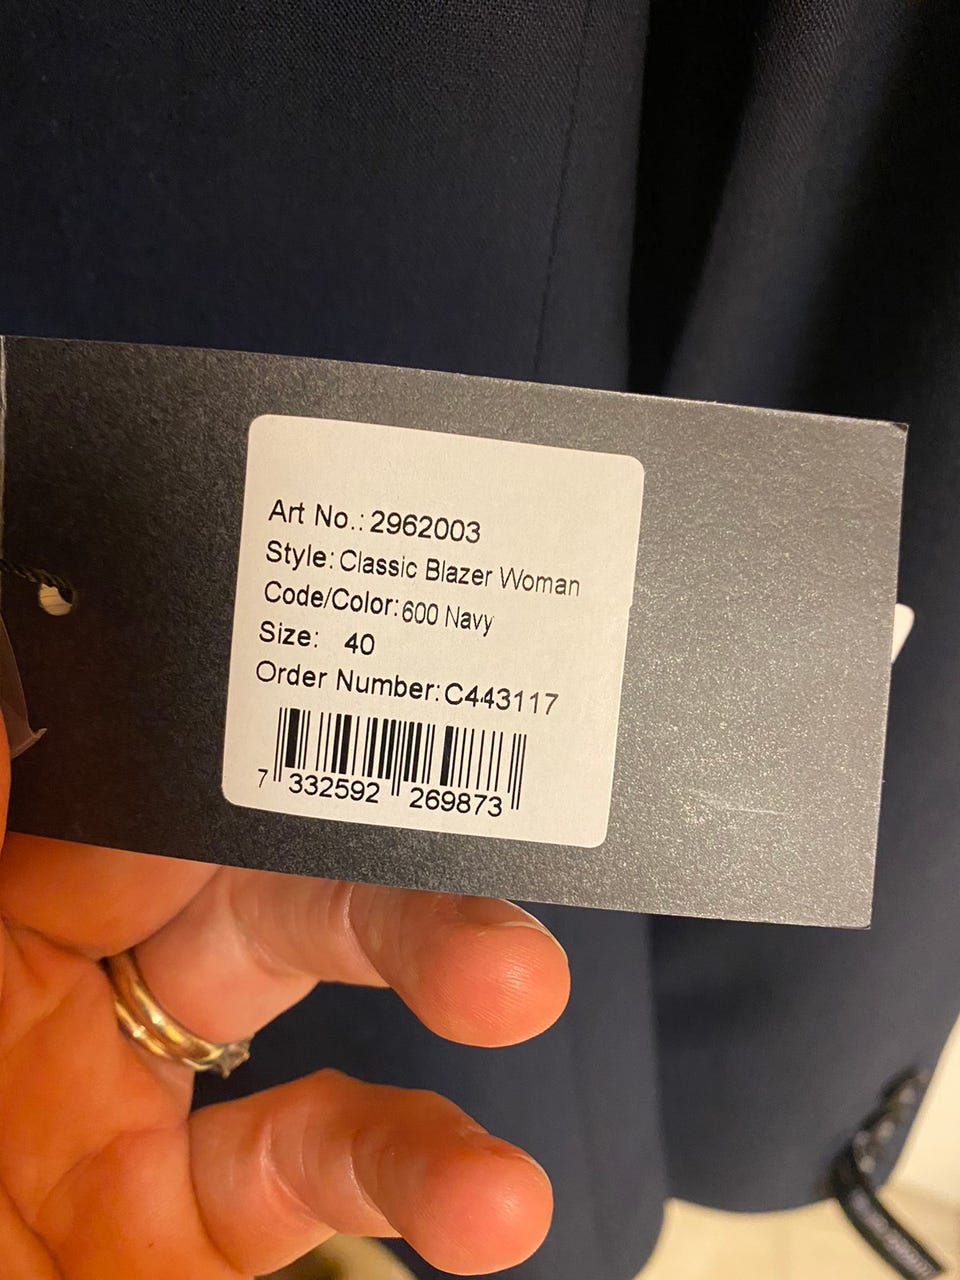 Art No.: 2962003
Style: Classic Blazer Woman
Code/Color: 600 Navy
Size: 40
Order Number: C443117
7 332592 269873